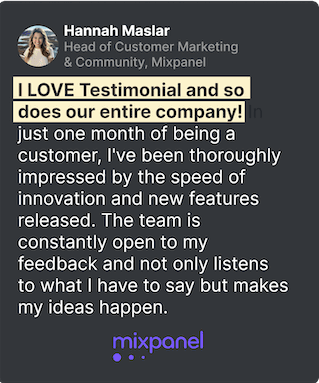 Hannah Maslar
Head of Customer Marketing
& Community, Mixpanel
I LOVE Testimonial and so
does our entire company! In
just one month of being a
customer, I've been thoroughly
impressed by the speed of
innovation and new features
released. The team is
constantly open to my
feedback and not only listens
to what I have to say but makes
my ideas happen.
mixpanel